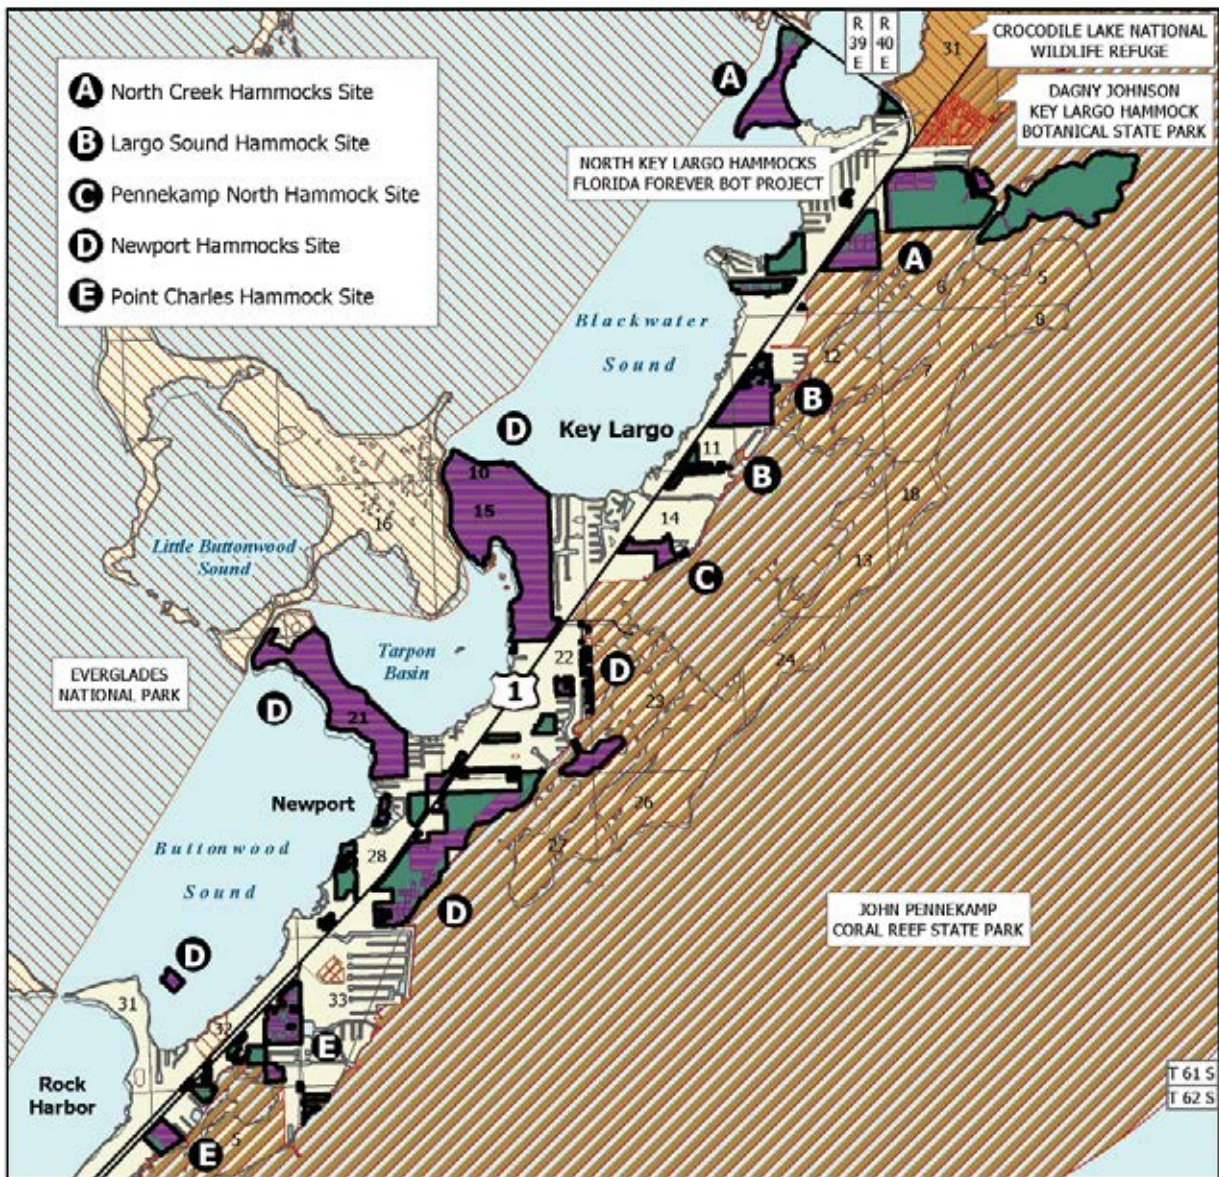 R
39
E
R
40
E
31
CROCODILE LAKE NATIONAL
WILDLIFE REFUGE
A North Creek Hammocks Site
B Largo Sound Hammock Site
C Pennekamp North Hammock Site
D Newport Hammocks Site
E Point Charles Hammock Site
A
DAGNY JOHNSON
KEY LARGO HAMMOCK
BOTANICAL STATE PARK
NORTH KEY LARGO HAMMOCKS
FLORIDA FOREVER BOT PROJECT
A
6
5
8
Blackwater
Sound
12
7
B
D
Key Largo
11
B
10
15
16
14
18
Little Buttonwood
Sound
13
C
Tarpon
Basin
22
D
24
EVERGLADES
NATIONAL PARK
1
23
D
21
Newport
26
27
Buttonwood
Sound
28
D
JOHN PENNEKAMP
CORAL REEF STATE PARK
D
31
33
32
E
Rock
Harbor
T 61 S
T 62 S
5
E